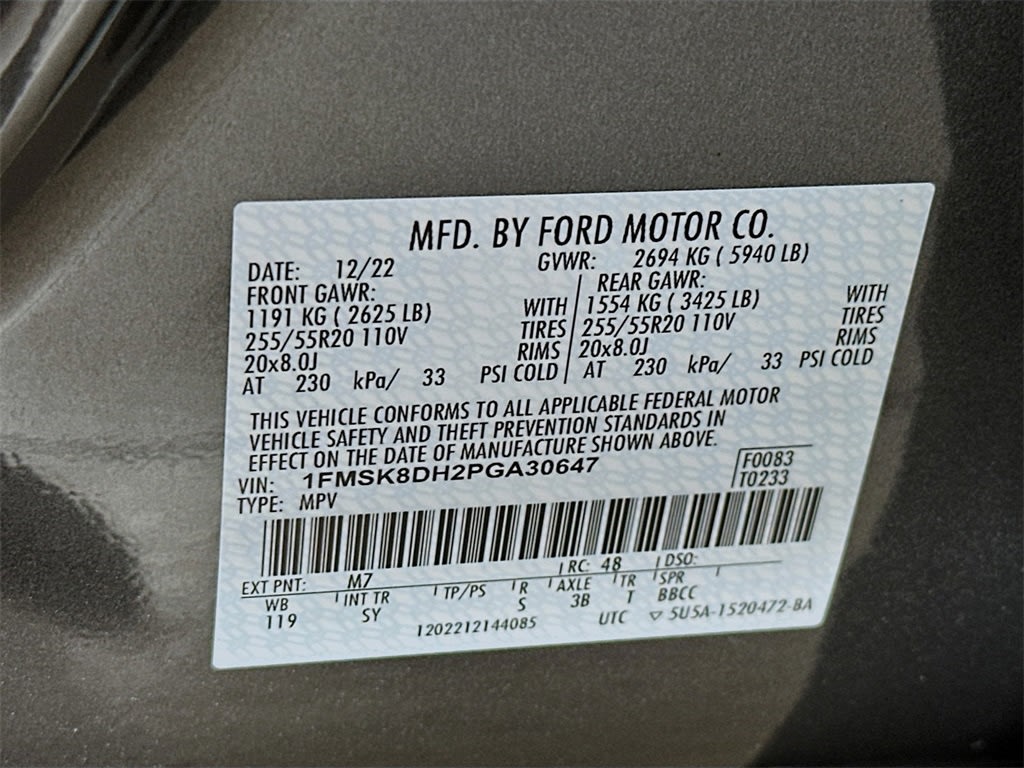 MFD. BY FORD MOTOR CO.
DATE: 12/22 GVWR: 2694 KG ( 5940 LB)
FRONT GAWR: REAR GAWR:
1191 KG ( 2625 LB) WITH 1554 KG ( 3425 LB) WITH
255/55R20 110V TIRES 255/55R20 110V TIRES
20x8.0J RIMS 20x8.0J RIMS
AT 230 kPa/ 33 PSI COLD AT 230 kPa/ 33 PSI COLD
THIS VEHICLE CONFORMS TO ALL APPLICABLE FEDERAL MOTOR
VEHICLE SAFETY AND THEFT PREVENTION STANDARDS IN
EFFECT ON THE DATE OF MANUFACTURE SHOWN ABOVE.
VIN: 1FMSK8DH2PGA30647 F0083
TYPE: MPV T0233
EXT PNT: M7 RC: 48 DSO:
WB INT TR TP/PS R AXLE TR SPR
119 SY S 3B T BBCC
1202212144085 UTC ▽ 5U5A-1520472-BA